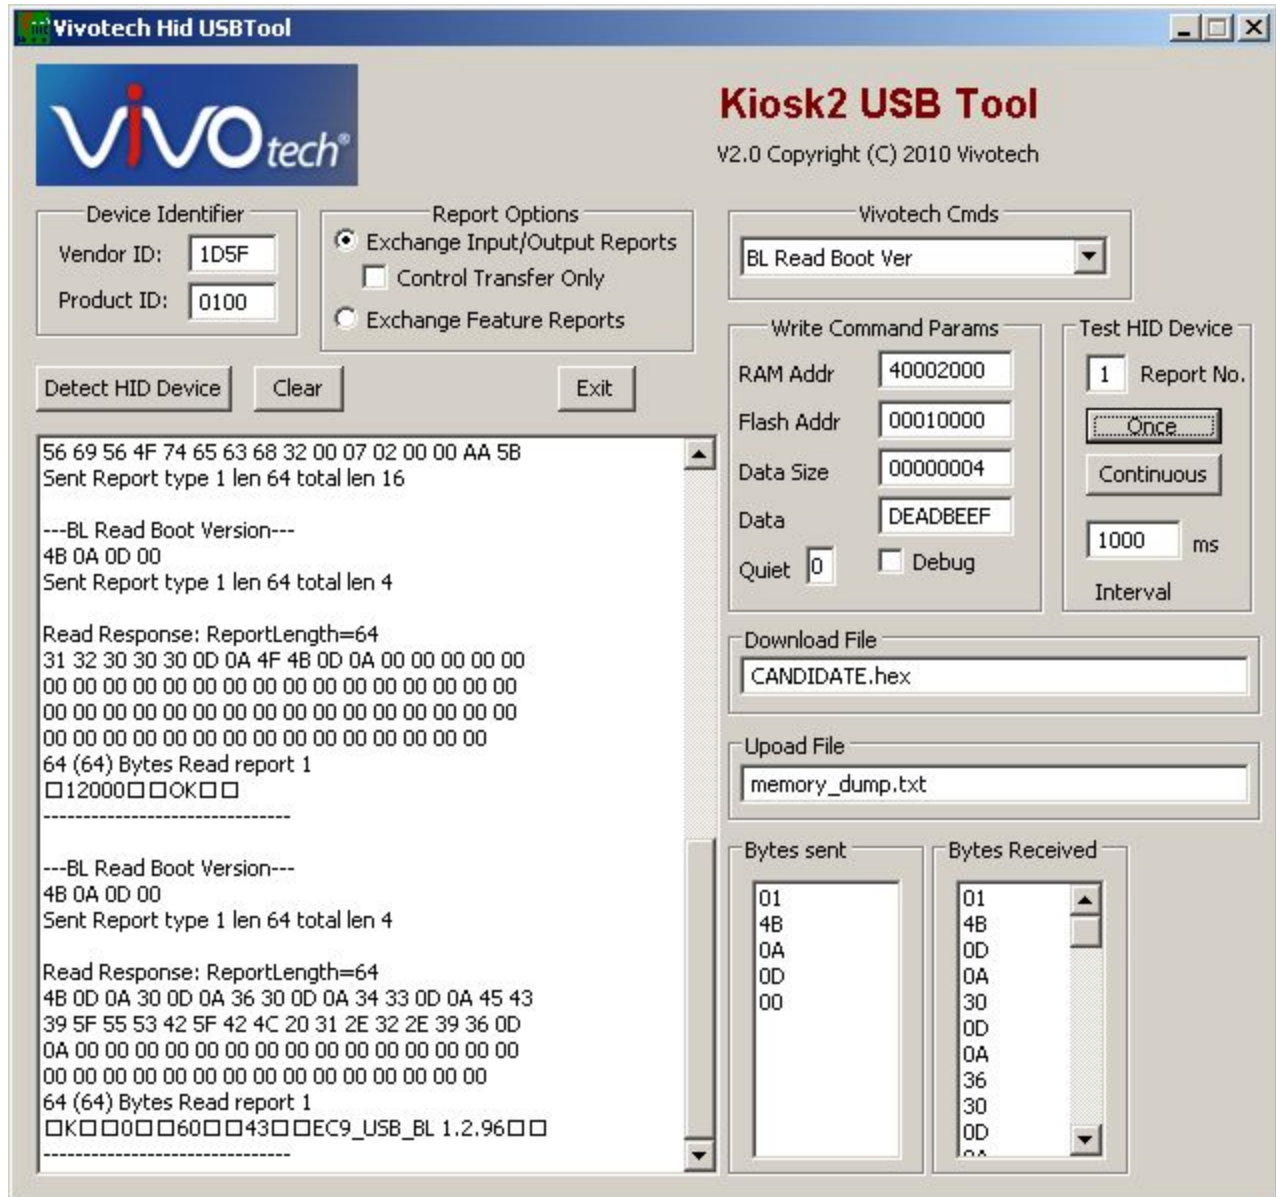 Vivotech Hid USBTool
ViVOtech®
Kiosk2 USB Tool
V2.0 Copyright (C) 2010 Vivotech
Device Identifier
Vendor ID: 1D5F
Product ID: 0100
Report Options
Exchange Input/Output Reports
Control Transfer Only
Exchange Feature Reports
Vivotech Cmds
BL Read Boot Ver
Detect HID Device
Clear
Exit
Write Command Params
RAM Addr 40002000
Flash Addr 00010000
Data Size 00000004
Data DEADBEEF
Quiet 0 Debug
Test HID Device
1 Report No.
Once
Continuous
1000 ms
Interval
56 69 56 4F 74 65 63 68 32 00 07 02 00 00 AA 5B
Sent Report type 1 len 64 total len 16
---BL Read Boot Version---
4B 0A 0D 00
Sent Report type 1 len 64 total len 4
Read Response: ReportLength=64
31 32 30 30 30 0D 0A 4F 4B 0D 0A 00 00 00 00 00
00 00 00 00 00 00 00 00 00 00 00 00 00 00 00 00
00 00 00 00 00 00 00 00 00 00 00 00 00 00 00 00
00 00 00 00 00 00 00 00 00 00 00 00 00 00 00
64 (64) Bytes Read report 1
□12000□□OK□□
-------------------------------
---BL Read Boot Version---
4B 0A 0D 00
Sent Report type 1 len 64 total len 4
Read Response: ReportLength=64
4B 0D 0A 30 0D 0A 36 30 0D 0A 34 33 0D 0A 45 43
39 5F 55 53 42 5F 42 4C 20 31 2E 32 2E 39 36 0D
0A 00 00 00 00 00 00 00 00 00 00 00 00 00 00 00
00 00 00 00 00 00 00 00 00 00 00 00 00 00 00
64 (64) Bytes Read report 1
□K□□0□□60□□43□□EC9_USB_BL 1.2.96□□
-------------------------------
Download File
CANDIDATE.hex
Upoad File
memory_dump.txt
Bytes sent
01
4B
0A
0D
00
Bytes Received
01
4B
0D
0A
30
0D
0A
36
30
0D
0A